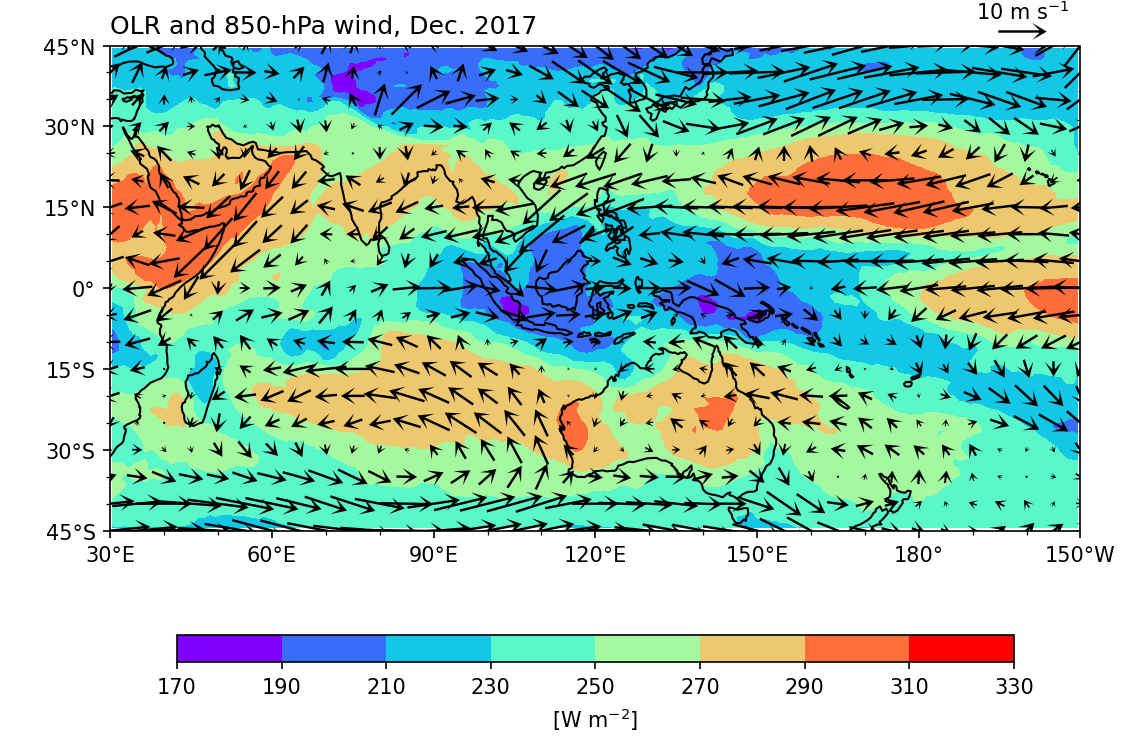 OLR and 850-hPa wind, Dec. 2017
10 m s⁻¹
45°N
30°N
15°N
0°
15°S
30°S
45°S
30°E 60°E 90°E 120°E 150°E 180° 150°W
170 190 210 230 250 270 290 310 330
[W m⁻²]